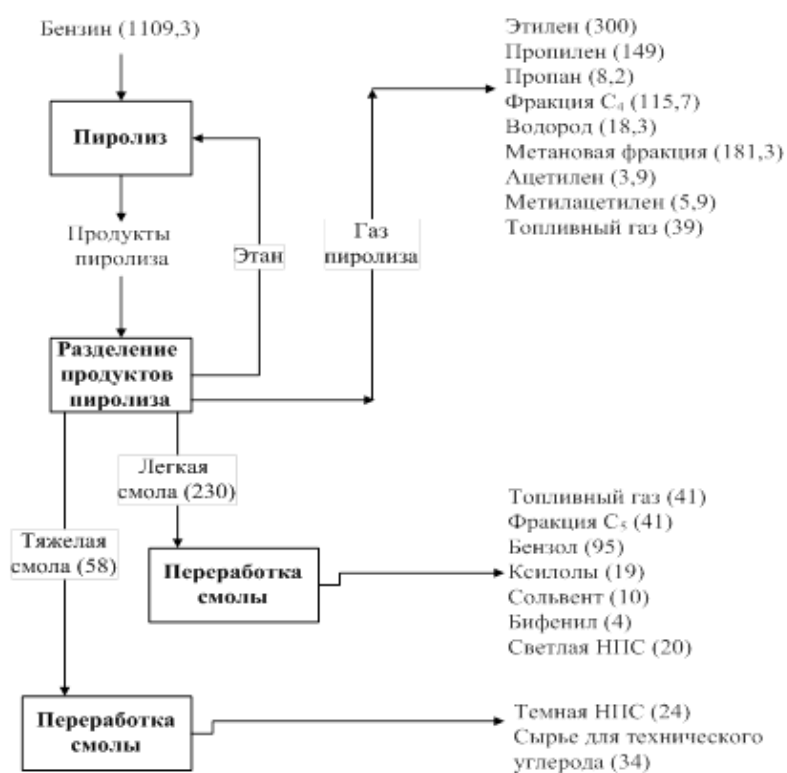 Бензин (1109,3)
Пиролиз
Продукты
пиролиза
Этан
Газ
пиролиза
Разделение
продуктов
пиролиза
Этилен (300)
Пропилен (149)
Пропан (8,2)
Фракция C₄ (115,7)
Водород (18,3)
Метановая фракция (181,3)
Ацетилен (3,9)
Метилацетилен (5,9)
Топливный газ (39)
Легкая
смола (230)
Тяжелая
смола (58)
Переработка
смолы
Топливный газ (41)
Фракция C₅ (41)
Бензол (95)
Ксилолы (19)
Сольвент (10)
Бифенил (4)
Светлая НПС (20)
Переработка
смолы
Темная НПС (24)
Сырье для технического
углерода (34)